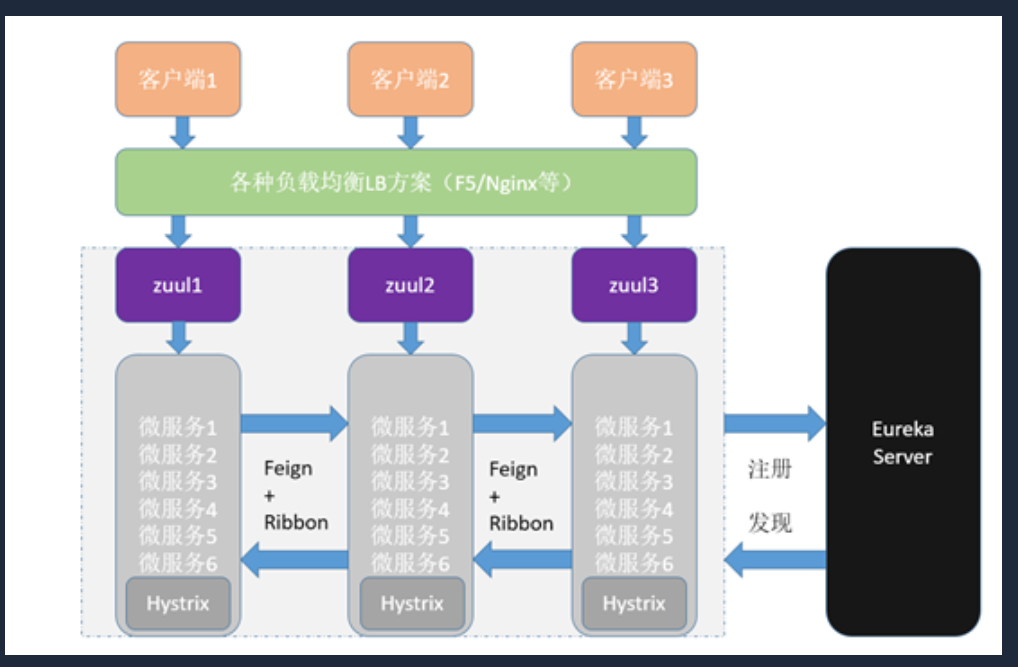 客户端1
客户端2
客户端3
各种负载均衡LB方案（F5/Nginx等）
zuul1
zuul2
zuul3
微服务1
微服务2
微服务3
微服务4
微服务5
微服务6
Hystrix
Feign
+
Ribbon
微服务1
微服务2
微服务3
微服务4
微服务5
微服务6
Hystrix
Feign
+
Ribbon
微服务1
微服务2
微服务3
微服务4
微服务5
微服务6
Hystrix
注册
发现
Eureka
Server